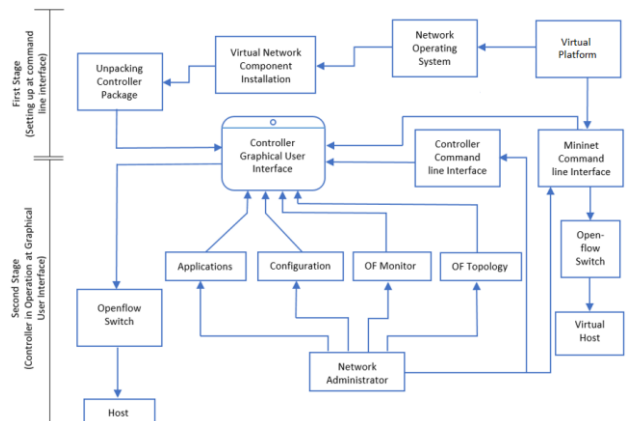 First Stage
(Setting up at command
line interface)
Unpacking
Controller
Package
Virtual Network
Component
Installation
Network
Operating
System
Virtual
Platform
Controller
Graphical User
Interface
Controller
Command
line Interface
Mininet
Command
line Interface
Second Stage
(Controller in Operation at Graphical
User Interface)
Applications
Configuration
OF Monitor
OF Topology
Open-
flow
Switch
Openflow
Switch
Virtual
Host
Network
Administrator
Host